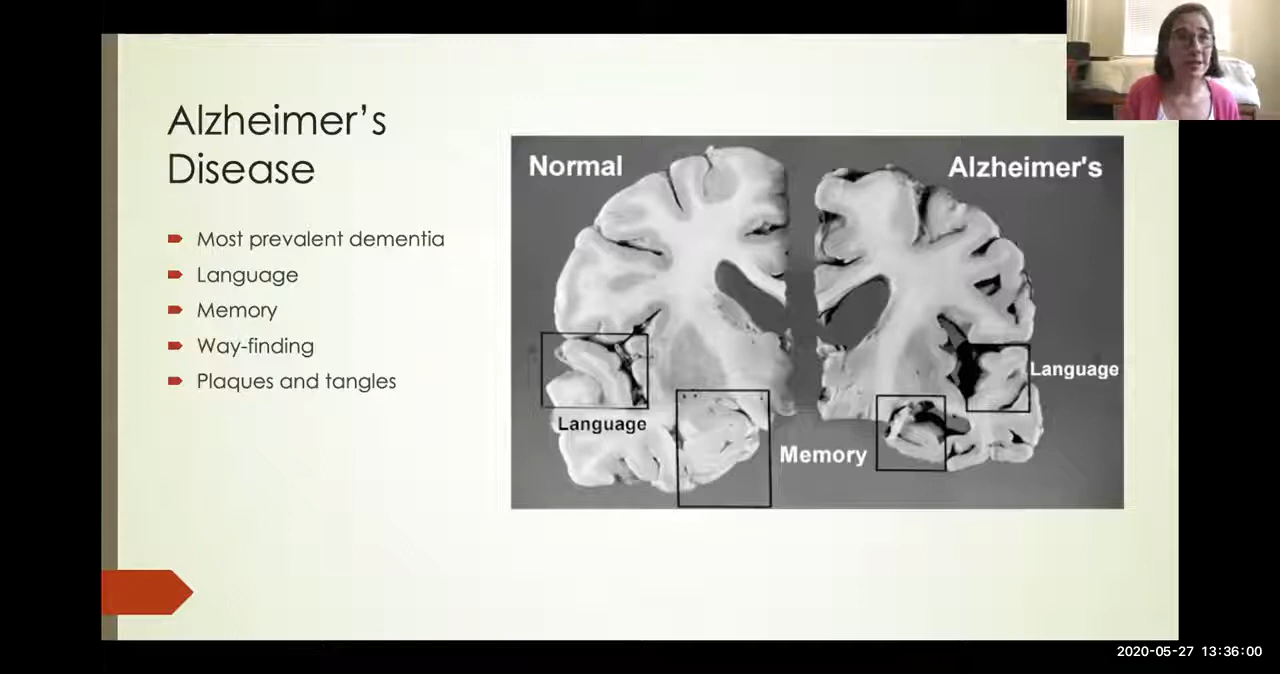 Alzheimer's
Disease
Most prevalent dementia
Language
Memory
Way-finding
Plaques and tangles
Normal
Alzheimer's
Language
Language
Memory
2020-05-27 13:36:00